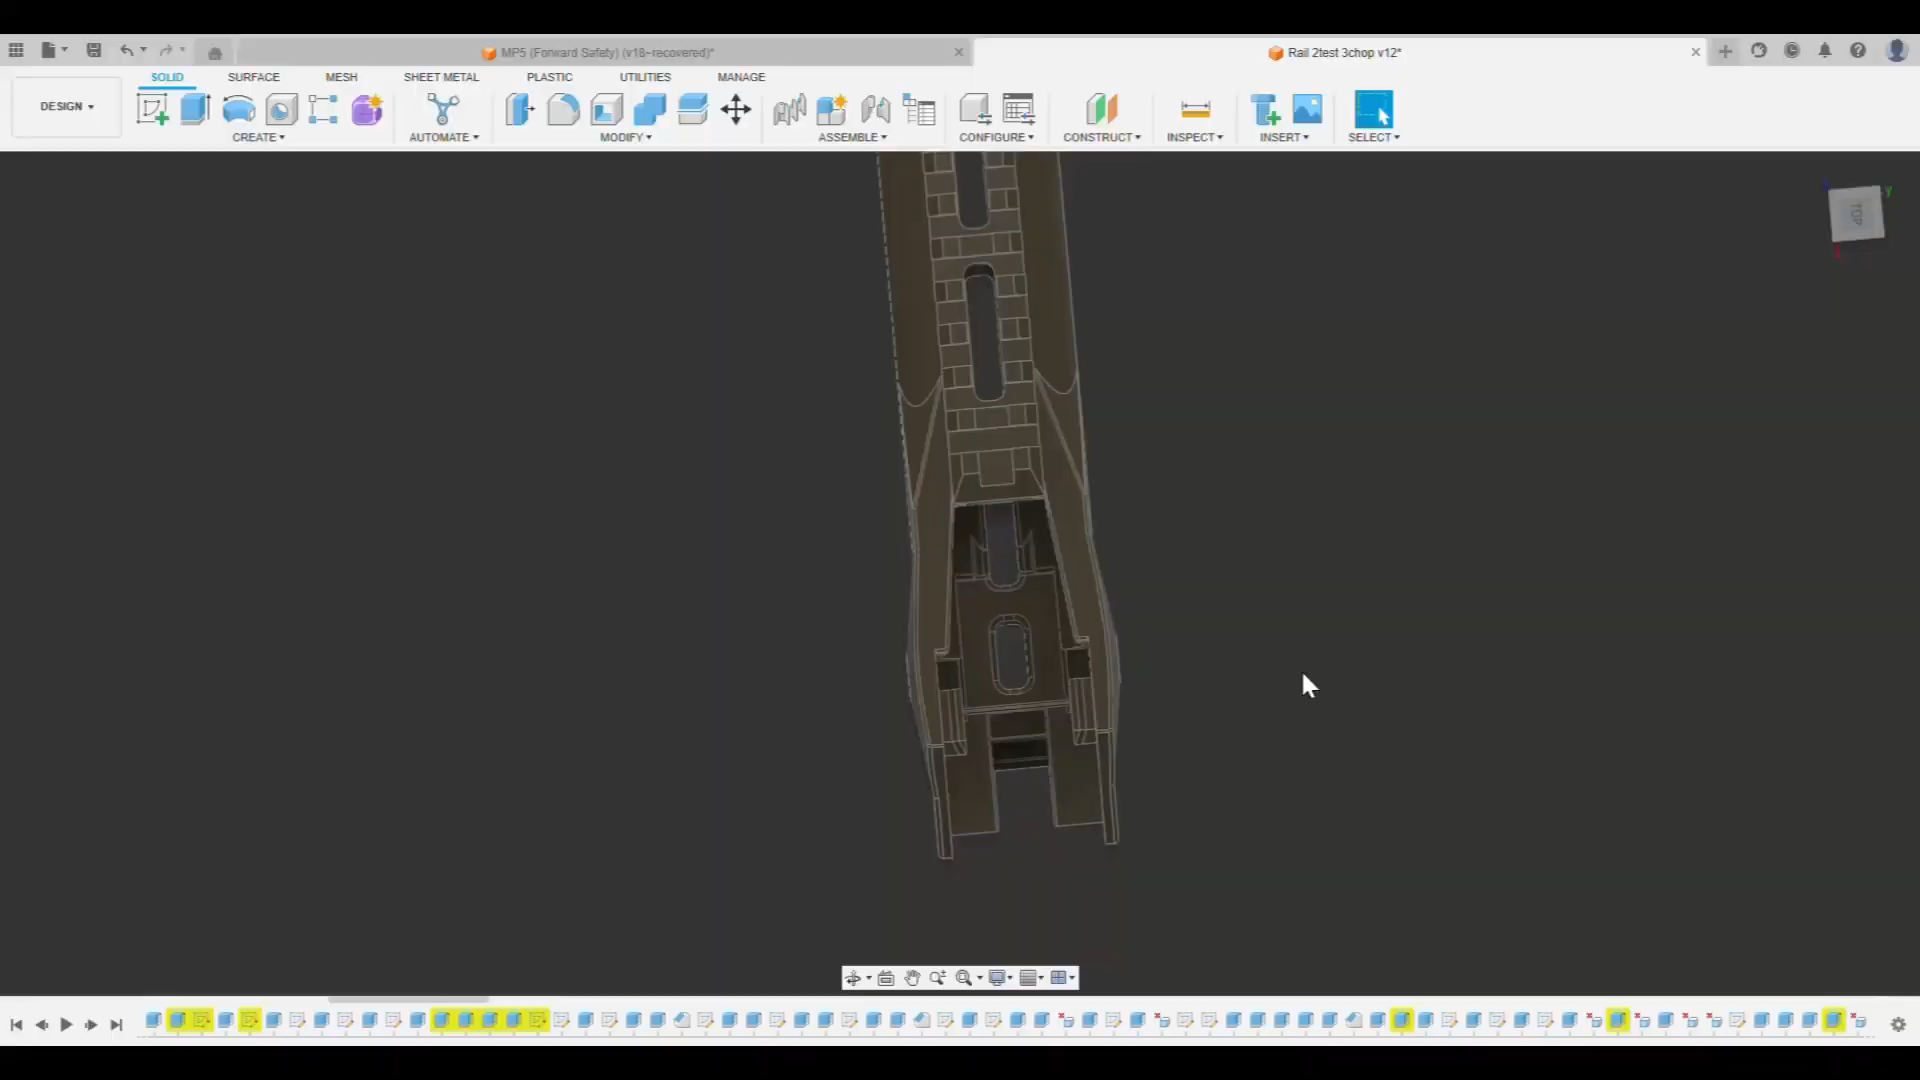 MP5 (Forward Safety) (v18~recovered)*
Rail 2test 3chop v12*
SOLID SURFACE MESH SHEET METAL PLASTIC UTILITIES MANAGE
DESIGN
CREATE AUTOMATE MODIFY ASSEMBLE CONFIGURE CONSTRUCT INSPECT INSERT SELECT
TOP
Y